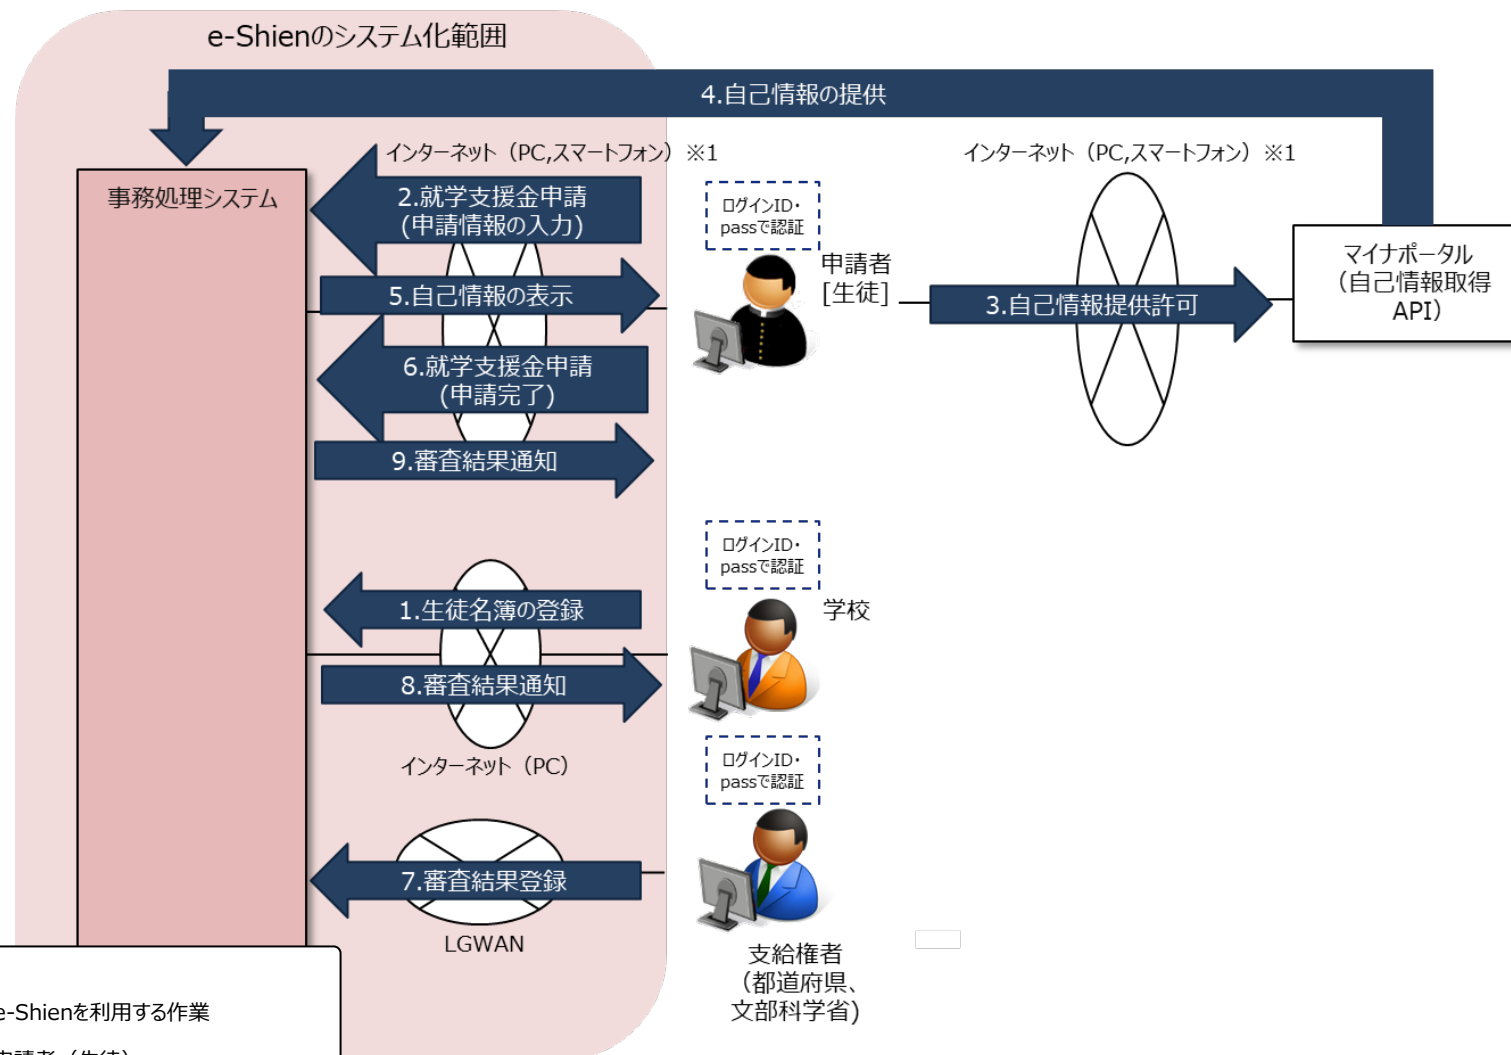 e-Shienのシステム化範囲
4.自己情報の提供
インターネット（PC,スマートフォン）※1
インターネット（PC,スマートフォン）※1
事務処理システム
2.就学支援金申請
(申請情報の入力)
ログインID・
passで認証
申請者
[生徒]
マイナポータル
（自己情報取得
API）
5.自己情報の表示
3.自己情報提供許可
6.就学支援金申請
(申請完了)
9.審査結果通知
ログインID・
passで認証
1.生徒名簿の登録
学校
8.審査結果通知
インターネット（PC）
ログインID・
passで認証
7.審査結果登録
LGWAN
支給権者
（都道府県、
文部科学省)
e-Shienを利用する作業
申請者（生徒）